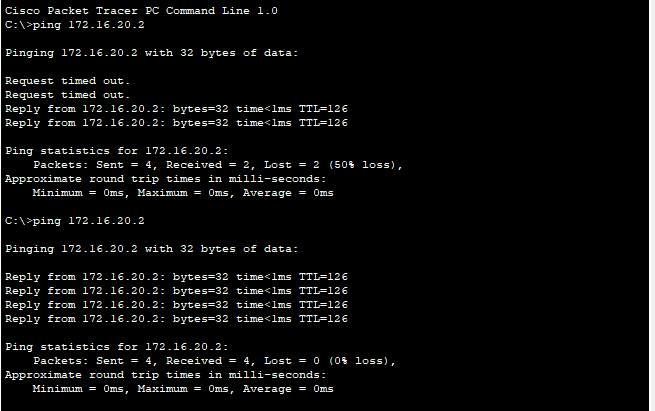 Cisco Packet Tracer PC Command Line 1.0
C:\>ping 172.16.20.2
Pinging 172.16.20.2 with 32 bytes of data:
Request timed out.
Request timed out.
Reply from 172.16.20.2: bytes=32 time<1ms TTL=126
Reply from 172.16.20.2: bytes=32 time<1ms TTL=126
Ping statistics for 172.16.20.2:
Packets: Sent = 4, Received = 2, Lost = 2 (50% loss),
Approximate round trip times in milli-seconds:
Minimum = 0ms, Maximum = 0ms, Average = 0ms
C:\>ping 172.16.20.2
Pinging 172.16.20.2 with 32 bytes of data:
Reply from 172.16.20.2: bytes=32 time<1ms TTL=126
Reply from 172.16.20.2: bytes=32 time<1ms TTL=126
Reply from 172.16.20.2: bytes=32 time<1ms TTL=126
Reply from 172.16.20.2: bytes=32 time<1ms TTL=126
Ping statistics for 172.16.20.2:
Packets: Sent = 4, Received = 4, Lost = 0 (0% loss),
Approximate round trip times in milli-seconds:
Minimum = 0ms, Maximum = 0ms, Average = 0ms